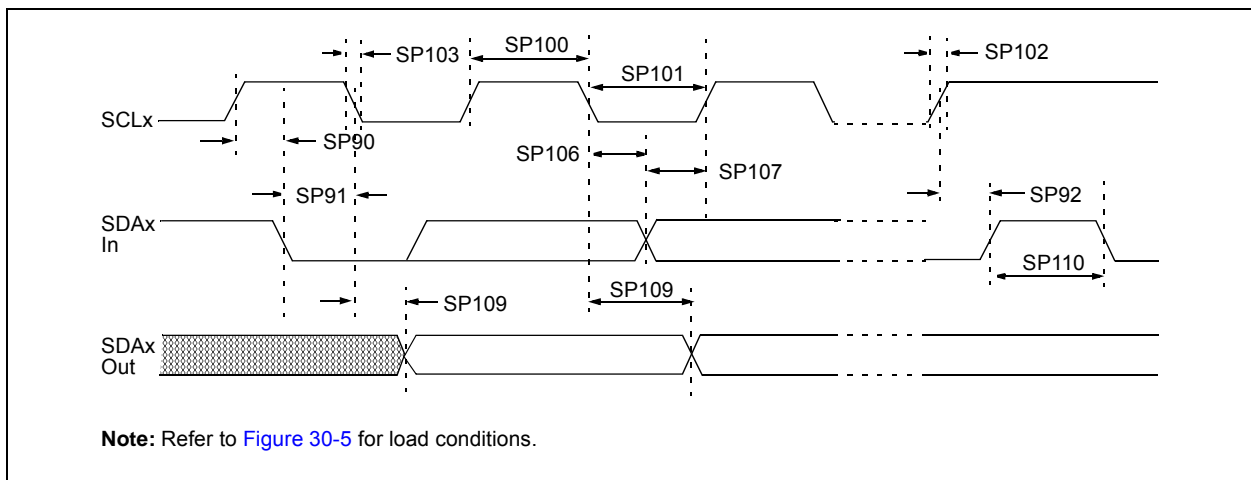 SP103
SP100
SP101
SP102
SCLx
SP90
SP106
SP107
SP91
SP92
SDAx
In
SP110
SP109
SP109
SDAx
Out
Note: Refer to Figure 30-5 for load conditions.